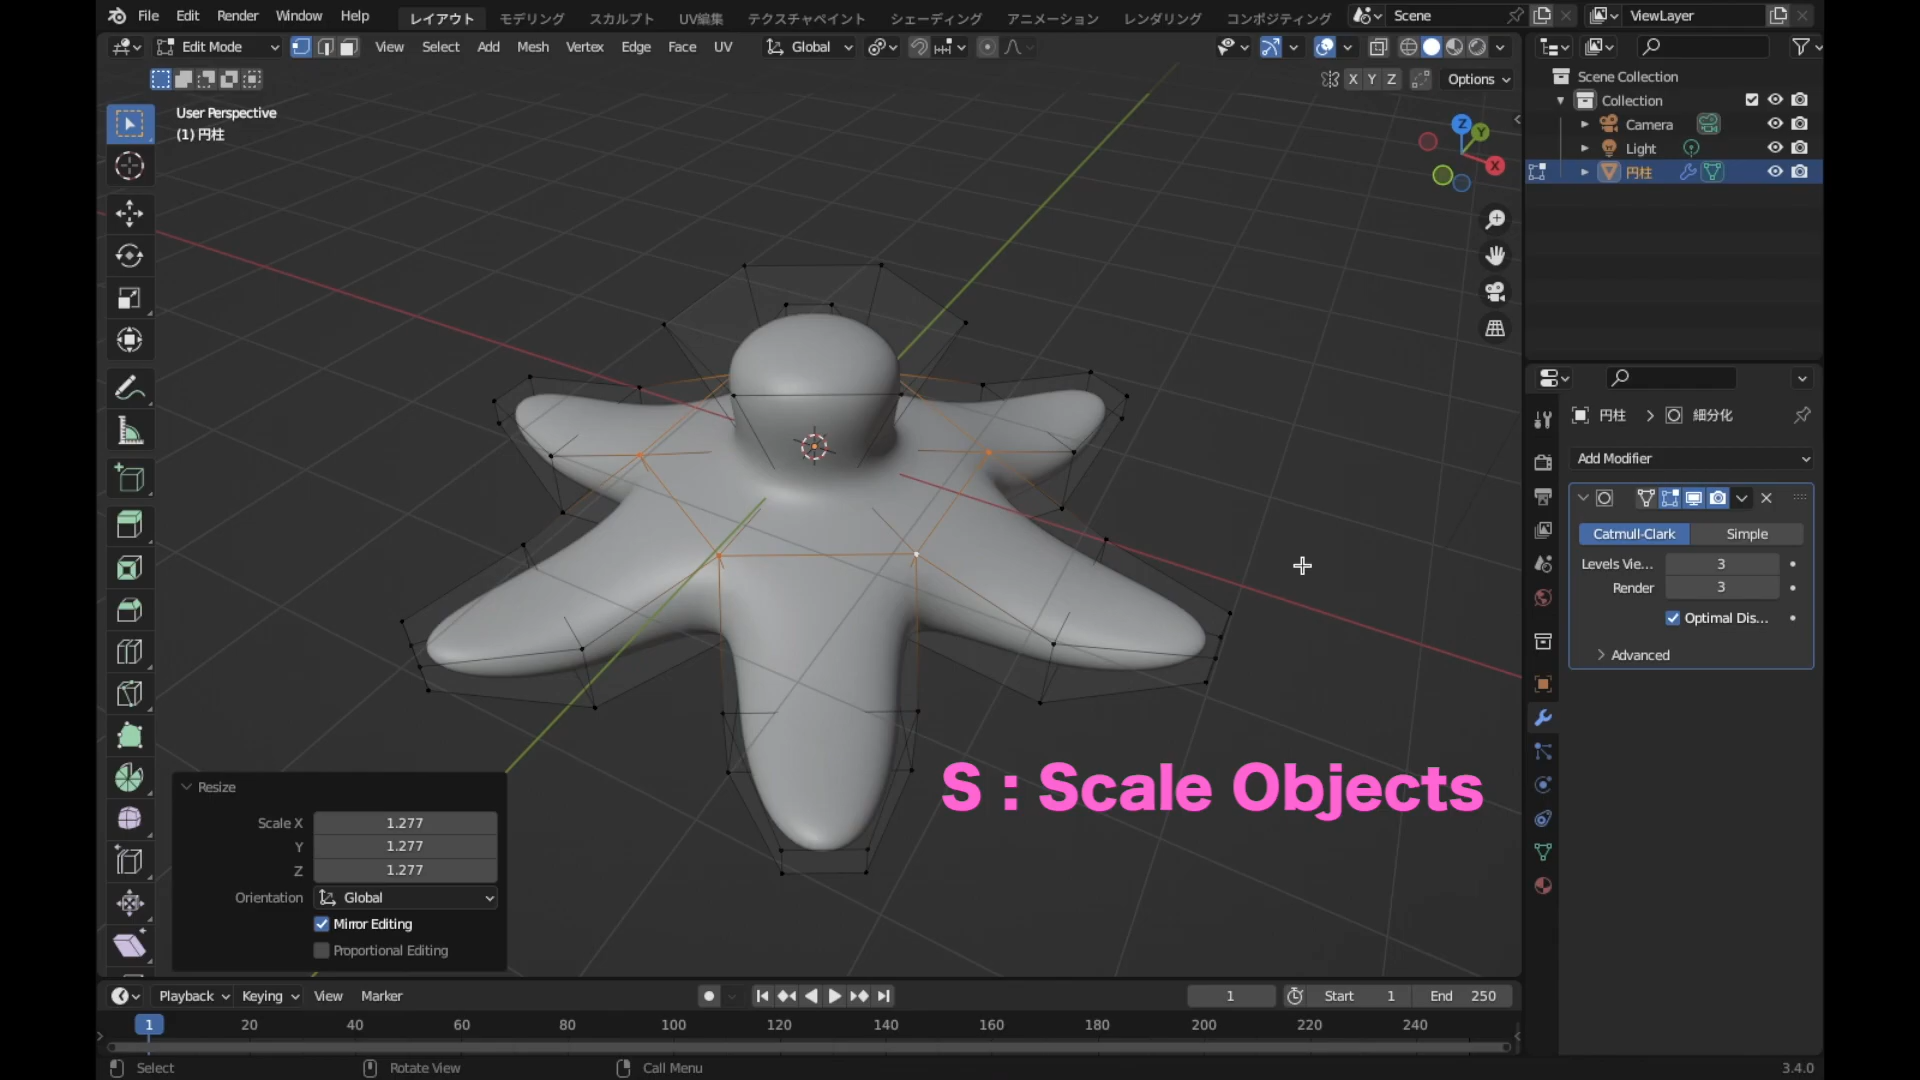 File Edit Render Window Help レイアウト モデリング スカルプト UV編集 テクスチャペイント シェーディング アニメーション レンダリング コンポジティング Scene ViewLayer
Edit Mode View Select Add Mesh Vertex Edge Face UV Global
X Y Z Options
User Perspective
(1) 円柱
Z
Y
X
Scene Collection
Collection
Camera
Light
円柱
円柱 > 細分化
Add Modifier
Catmull-Clark Simple
Levels Vie... 3
Render 3
Optimal Dis...
Advanced
S : Scale Objects
Resize
Scale X 1.277
Y 1.277
Z 1.277
Orientation Global
Mirror Editing
Proportional Editing
Playback Keying View Marker 1 Start 1 End 250
1 20 40 60 80 100 120 140 160 180 200 220 240
Select Rotate View Call Menu 3.4.0